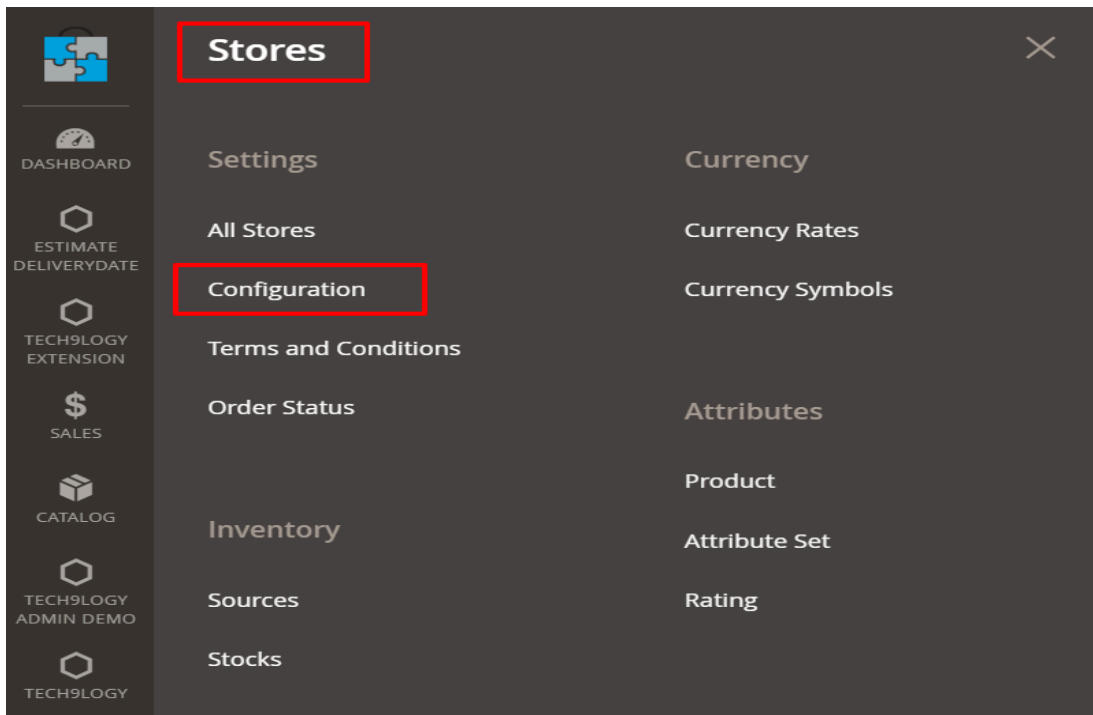 DASHBOARD
ESTIMATE
DELIVERYDATE
TECH9LOGY
EXTENSION
$
SALES
CATALOG
TECH9LOGY
ADMIN DEMO
TECH9LOGY
Stores
Settings
All Stores
Configuration
Terms and Conditions
Order Status
Inventory
Sources
Stocks
Currency
Currency Rates
Currency Symbols
Attributes
Product
Attribute Set
Rating